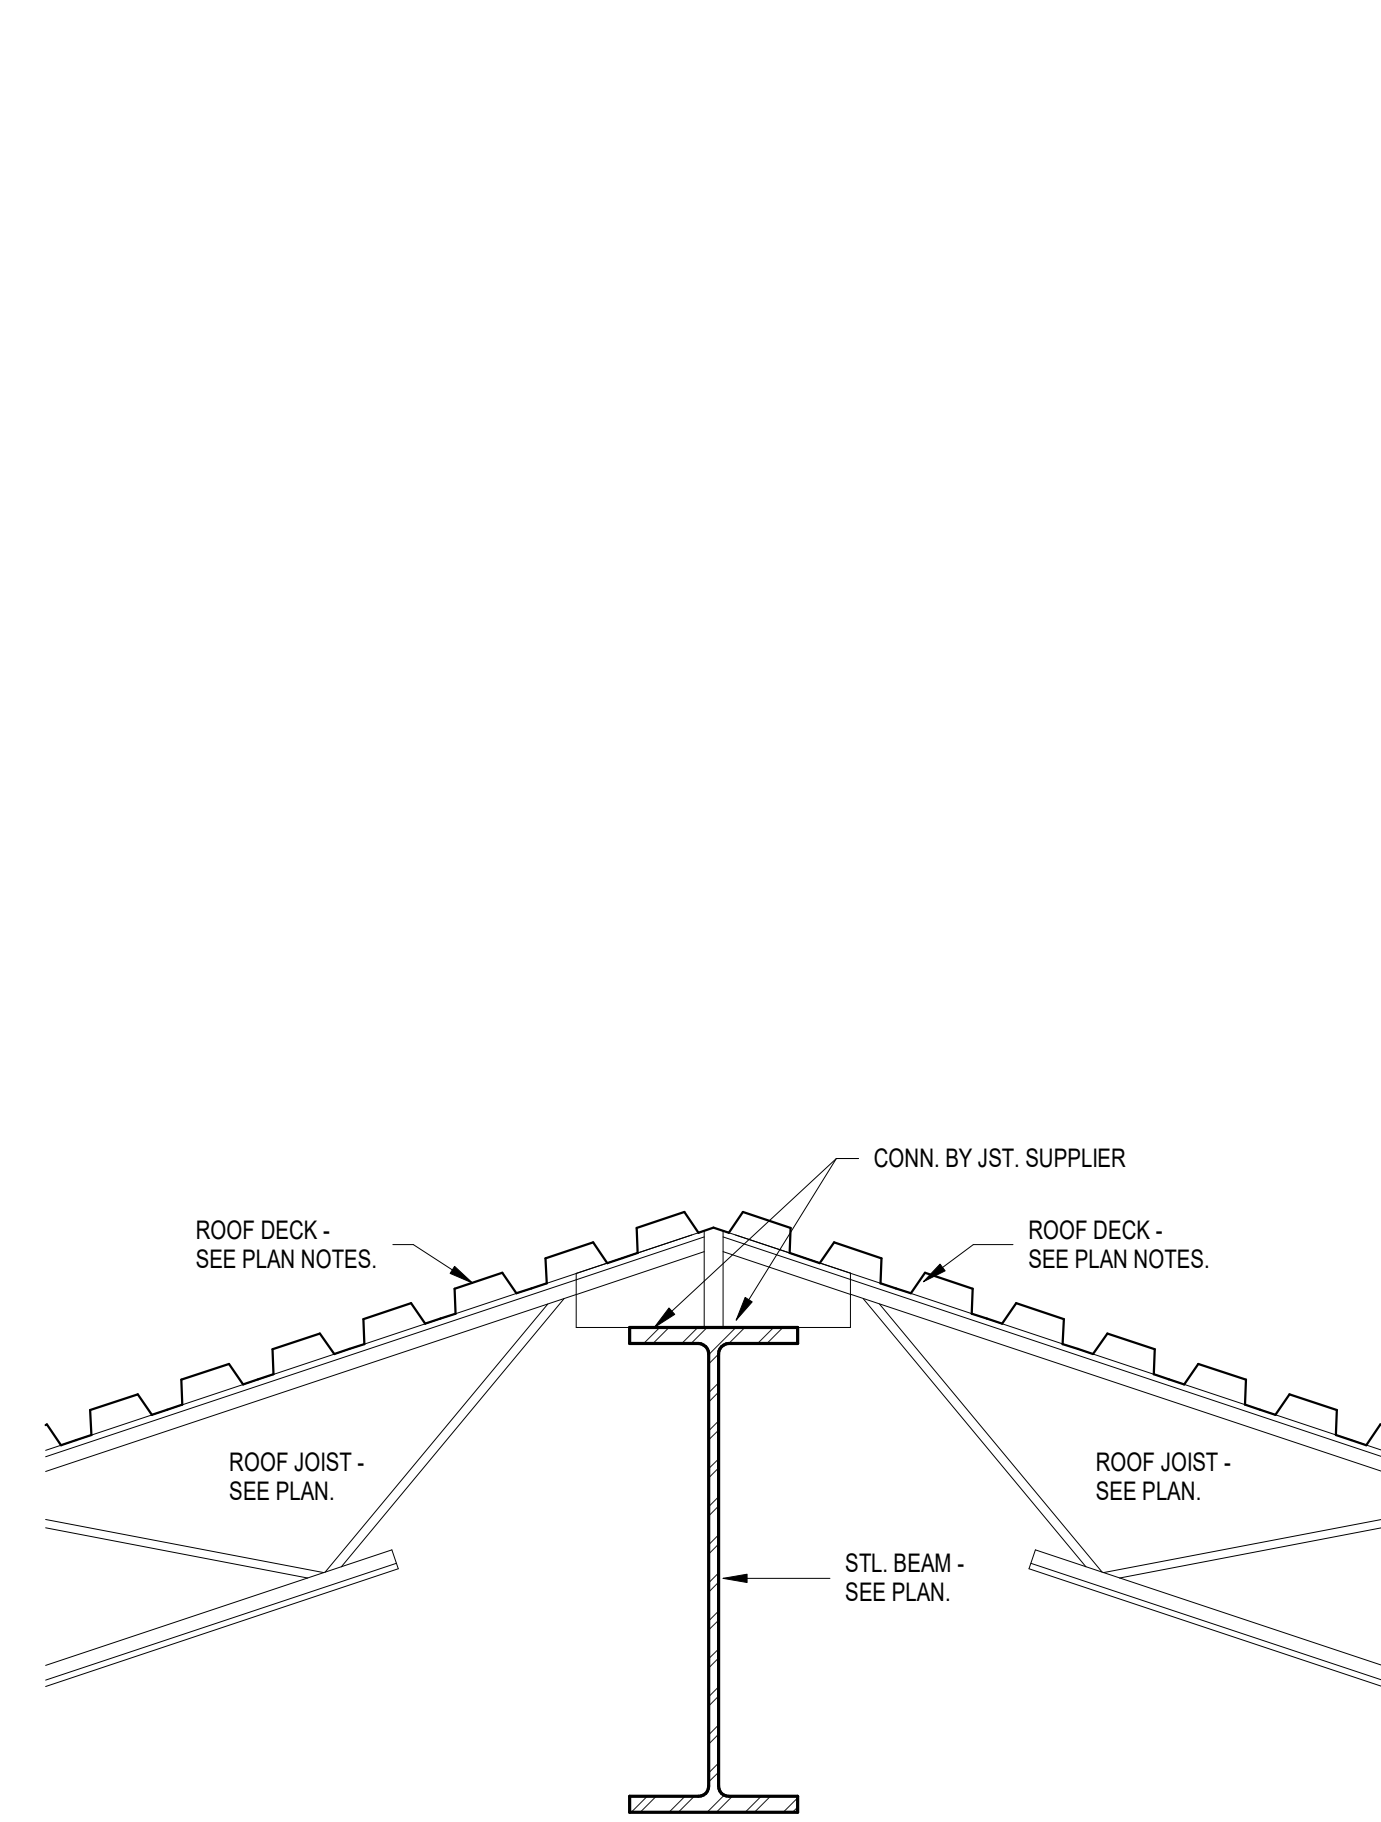 CONN. BY JST. SUPPLIER
ROOF DECK -
SEE PLAN NOTES.
ROOF DECK -
SEE PLAN NOTES.
ROOF JOIST -
SEE PLAN.
ROOF JOIST -
SEE PLAN.
STL. BEAM -
SEE PLAN.